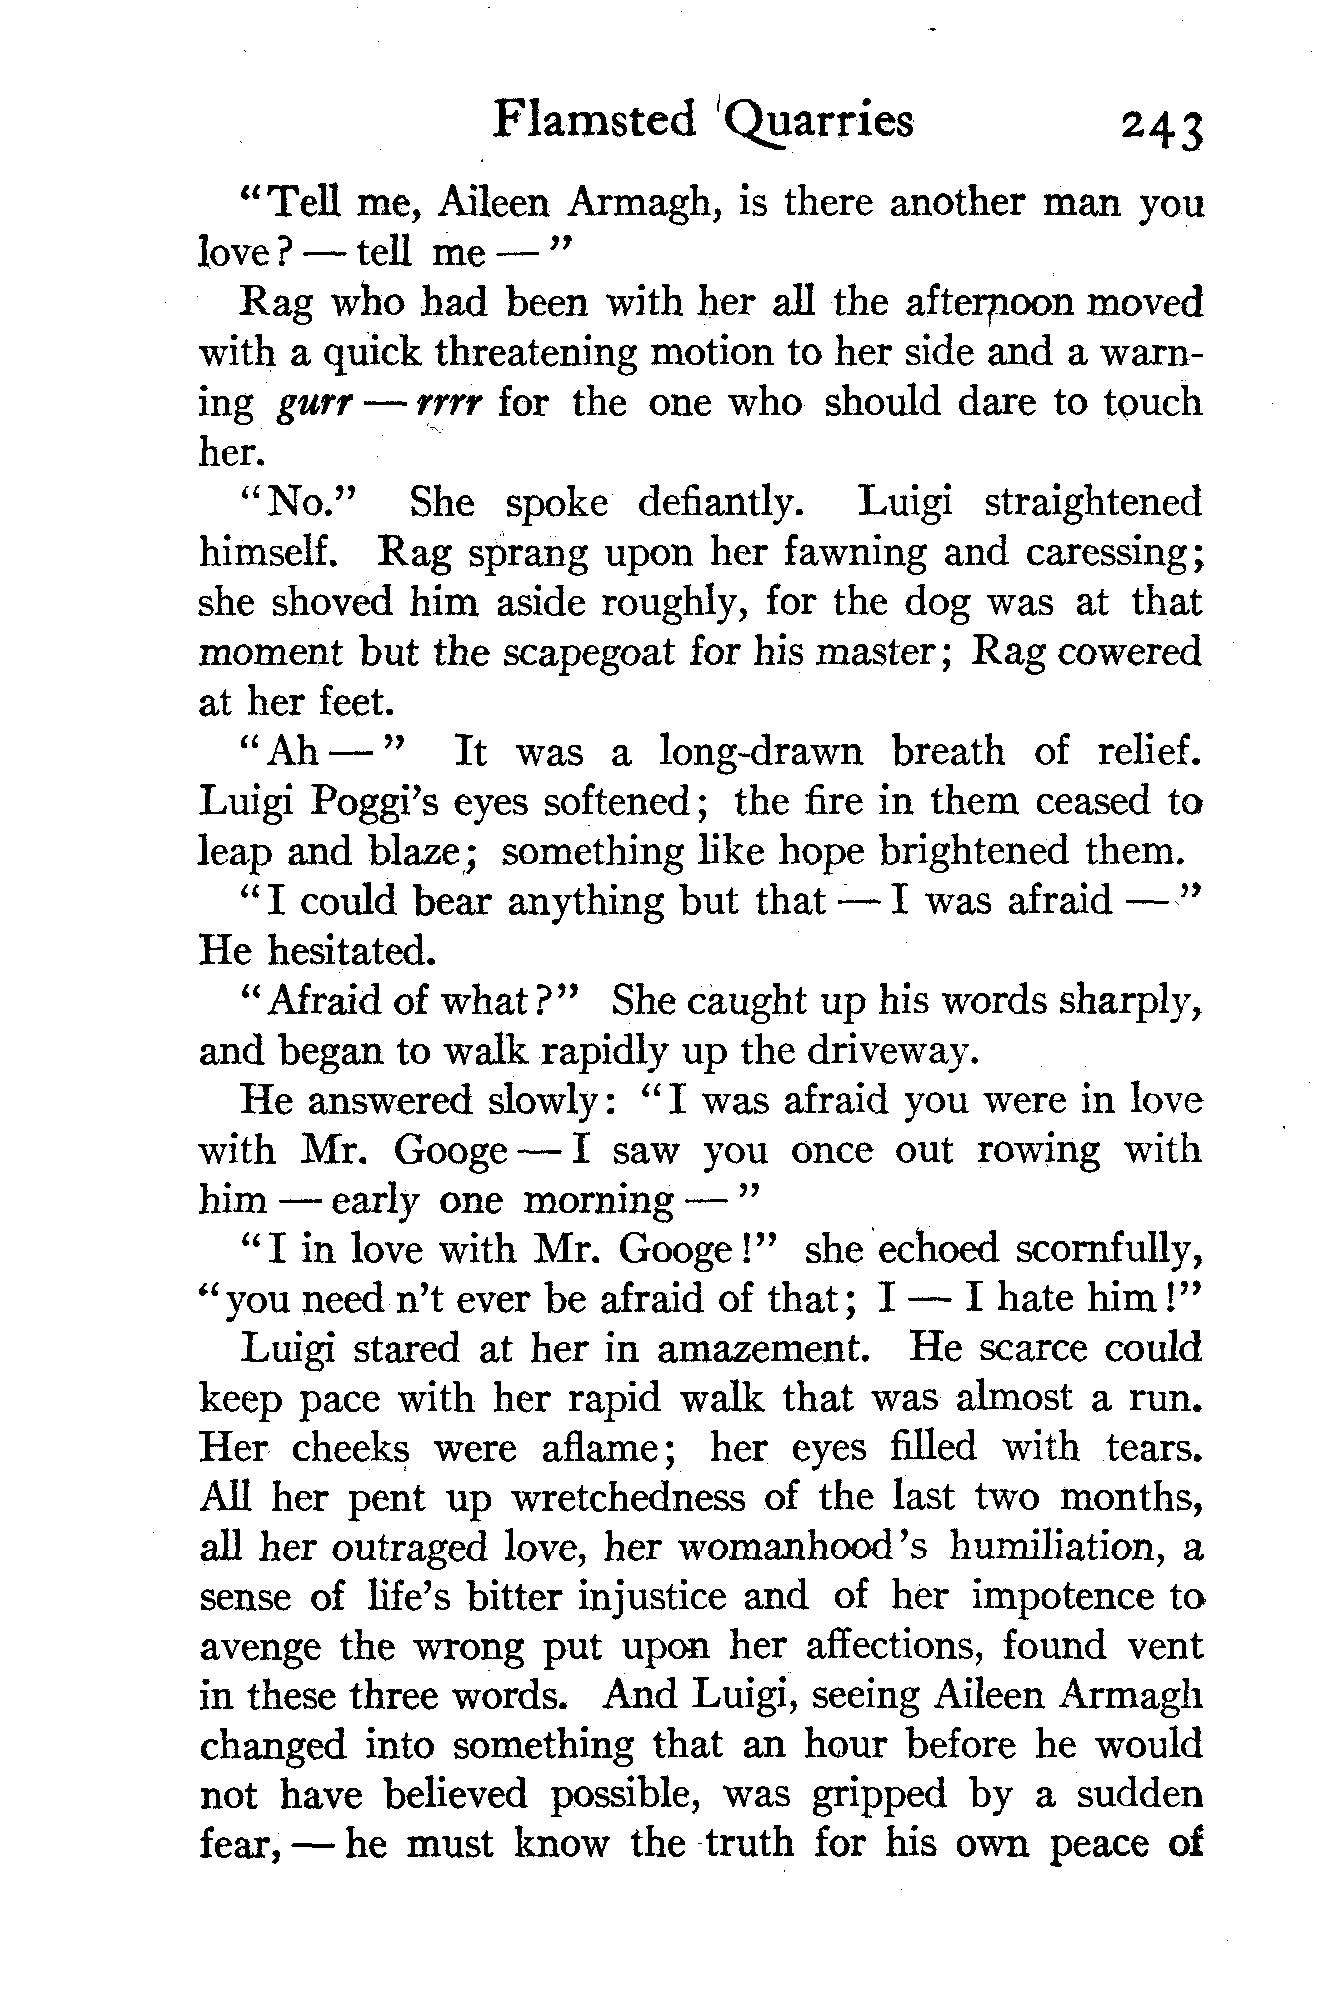 Flamsted Quarries 243
"Tell me, Aileen Armagh, is there another man you
love? — tell me — "
Rag who had been with her all the afternoon moved
with a quick threatening motion to her side and a warn-
ing gurr — rrrr for the one who should dare to touch
her.
"No." She spoke defiantly. Luigi straightened
himself. Rag sprang upon her fawning and caressing;
she shoved him aside roughly, for the dog was at that
moment but the scapegoat for his master; Rag cowered
at her feet.
"Ah — " It was a long-drawn breath of relief.
Luigi Poggi's eyes softened; the fire in them ceased to
leap and blaze; something like hope brightened them.
"I could bear anything but that — I was afraid — "
He hesitated.
"Afraid of what?" She caught up his words sharply,
and began to walk rapidly up the driveway.
He answered slowly: "I was afraid you were in love
with Mr. Googe — I saw you once out rowing with
him — early one morning — "
"I in love with Mr. Googe!" she echoed scornfully,
"you need n't ever be afraid of that; I — I hate him!"
Luigi stared at her in amazement. He scarce could
keep pace with her rapid walk that was almost a run.
Her cheeks were aflame; her eyes filled with tears.
All her pent up wretchedness of the last two months,
all her outraged love, her womanhood's humiliation, a
sense of life's bitter injustice and of her impotence to
avenge the wrong put upon her affections, found vent
in these three words. And Luigi, seeing Aileen Armagh
changed into something that an hour before he would
not have believed possible, was gripped by a sudden
fear, — he must know the truth for his own peace of